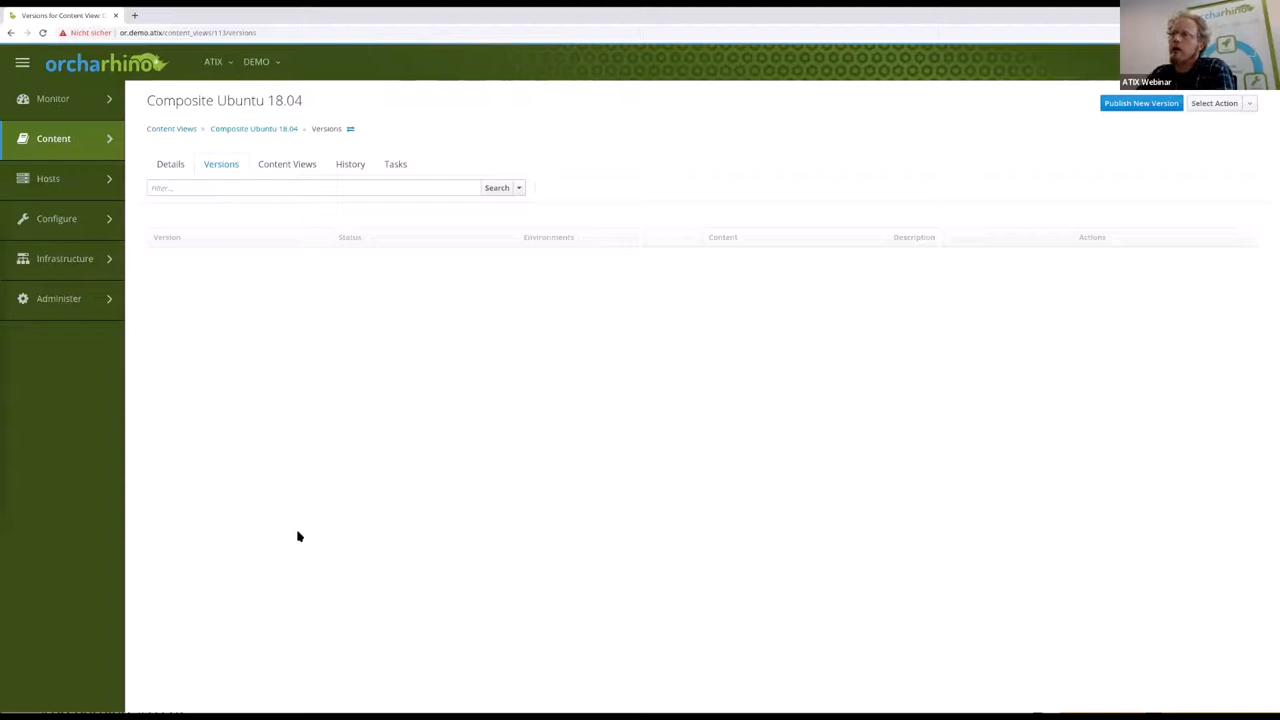 Versions for Content View: C
Nicht sicher
or.demo.atix/content_views/113/versions
orcharhino
ATIX
DEMO
orcharhino
ATIX Webinar
Monitor
Content
Hosts
Configure
Infrastructure
Administer
Composite Ubuntu 18.04
Publish New Version
Select Action
Content Views » Composite Ubuntu 18.04 » Versions
Details
Versions
Content Views
History
Tasks
Filter...
Search
Version
Status
Environments
Content
Description
Actions